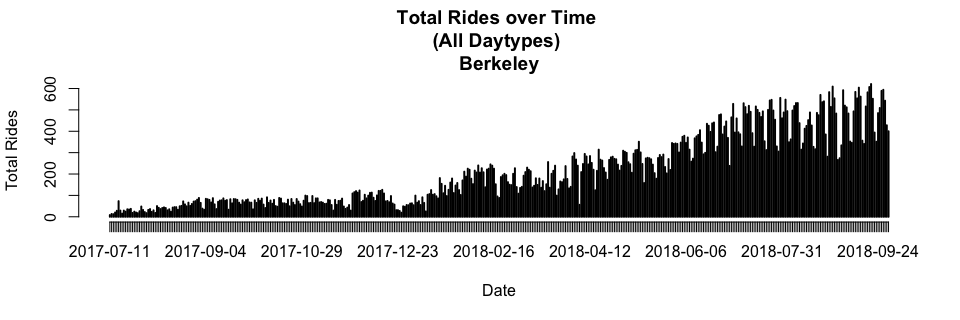 Total Rides over Time
(All Daytypes)
Berkeley
Total Rides
600
400
200
0
2017-07-11 2017-09-04 2017-10-29 2017-12-23 2018-02-16 2018-04-12 2018-06-06 2018-07-31 2018-09-24
Date